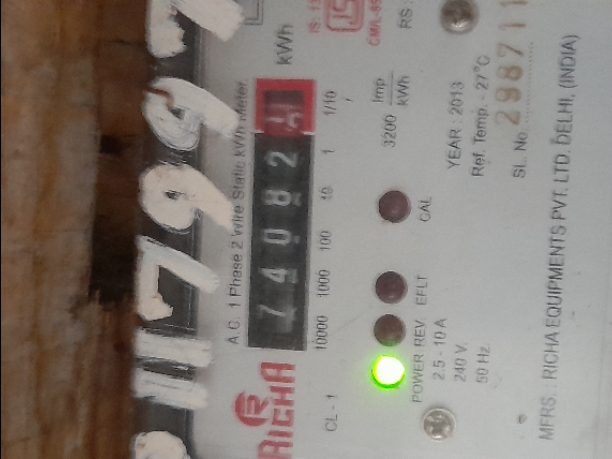 RICHA
A.C. 1 Phase 2 Wire Static kWh Meter
74082
kWh
10000 1000 100 10 1 1/10
CL - 1
3200 Imp
kWh
POWER REV EFLT CAL
2.5 - 10 A
240 V.
50 Hz.
YEAR : 2013
Ref. Temp. - 27°C
SL. No. 298711
MFRS. : RICHA EQUIPMENTS PVT. LTD. DELHI, (INDIA)